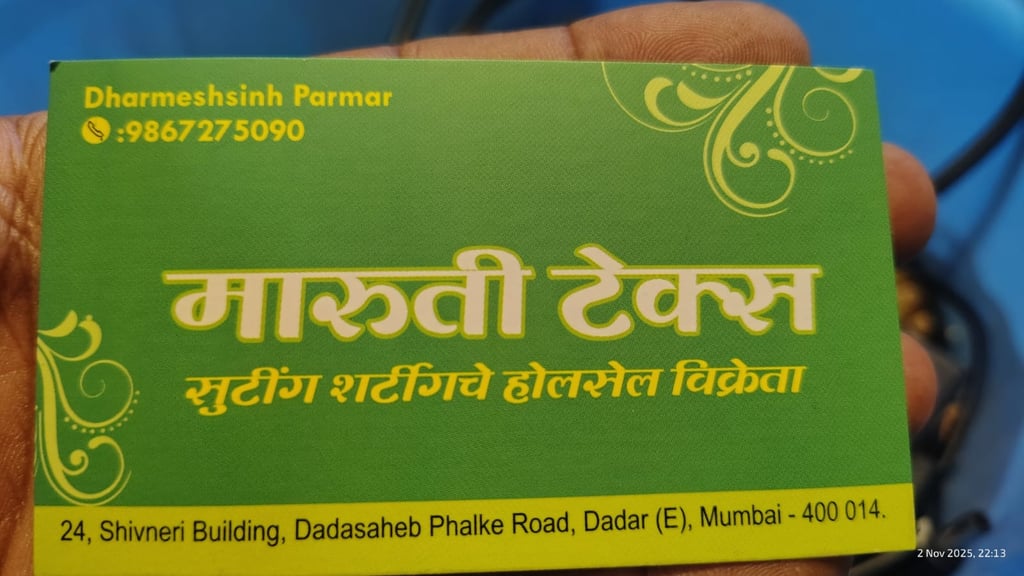 Dharmeshsinh Parmar
:9867275090
मारुती टेक्स
सुटींग शर्टीगचे होलसेल विक्रेता
24, Shivneri Building, Dadasaheb Phalke Road, Dadar (E), Mumbai - 400 014.
2 Nov 2025, 22:13